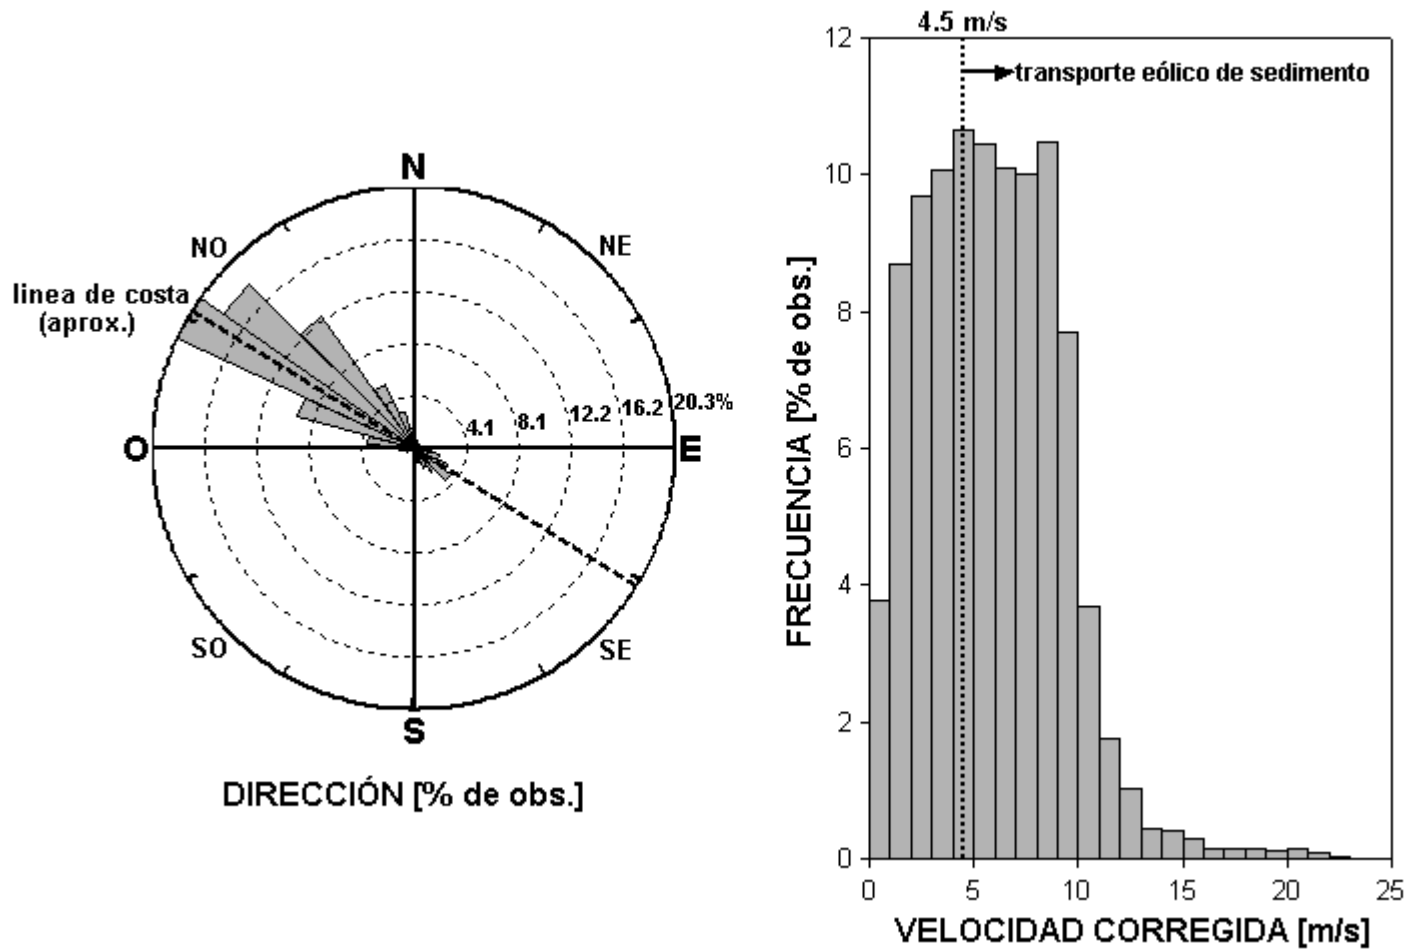 N
NO
NE
linea de costa
(aprox.)
4.1
8.1
12.2
16.2
20.3%
O
E
SO
SE
S
DIRECCIÓN [% de obs.]
4.5 m/s
transporte eólico de sedimento
12
10
8
6
4
2
0
FRECUENCIA [% de obs.]
0
5
10
15
20
25
VELOCIDAD CORREGIDA [m/s]